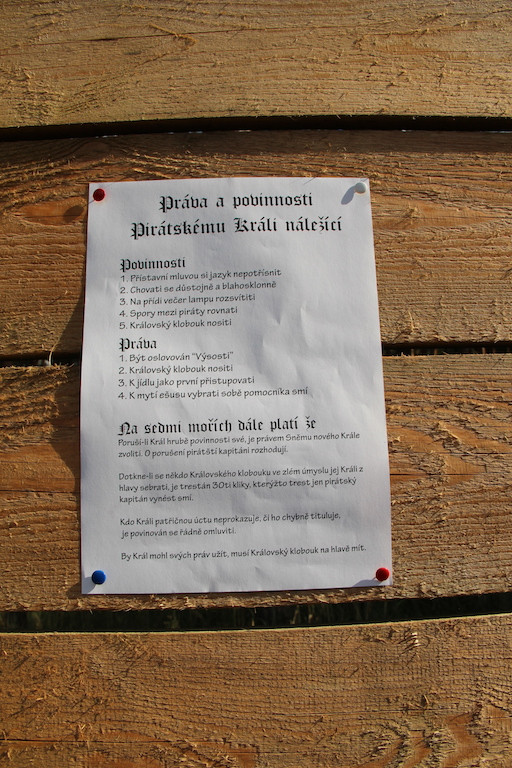 Práva a povinnosti
Pirátskému Králi náležící
Povinnosti
1. Přístavní mluvou si jazyk nepotřísnit
2. Chovati se důstojně a blahosklonně
3. Na přídi večer lampu rozsvítiti
4. Spory mezi piráty rovnati
5. Královský klobouk nositi
Práva
1. Být oslovován "Výsosti"
2. Královský klobouk nositi
3. K jídlu jako první přistupovati
4. K mytí ešusu vybrati sobě pomocníka smí
Na sedmi mořích dále platí že
Poruší-li Král hrubě povinnosti své, je právem Sněmu nového Krále
zvoliti. O porušení pirátští kapitáni rozhodují.
Dotkne-li se někdo Královského klobouku ve zlém úmyslu jej Králi z
hlavy sebrati, je trestán 30ti kliky, kterýžto trest jen pirátský
kapitán vynést smí.
Kdo Králi patřičnou úctu neprokazuje, či ho chybně tituluje,
je povinován se řádně omluviti.
By Král mohl svých práv užít, musí Královský klobouk na hlavě mít.